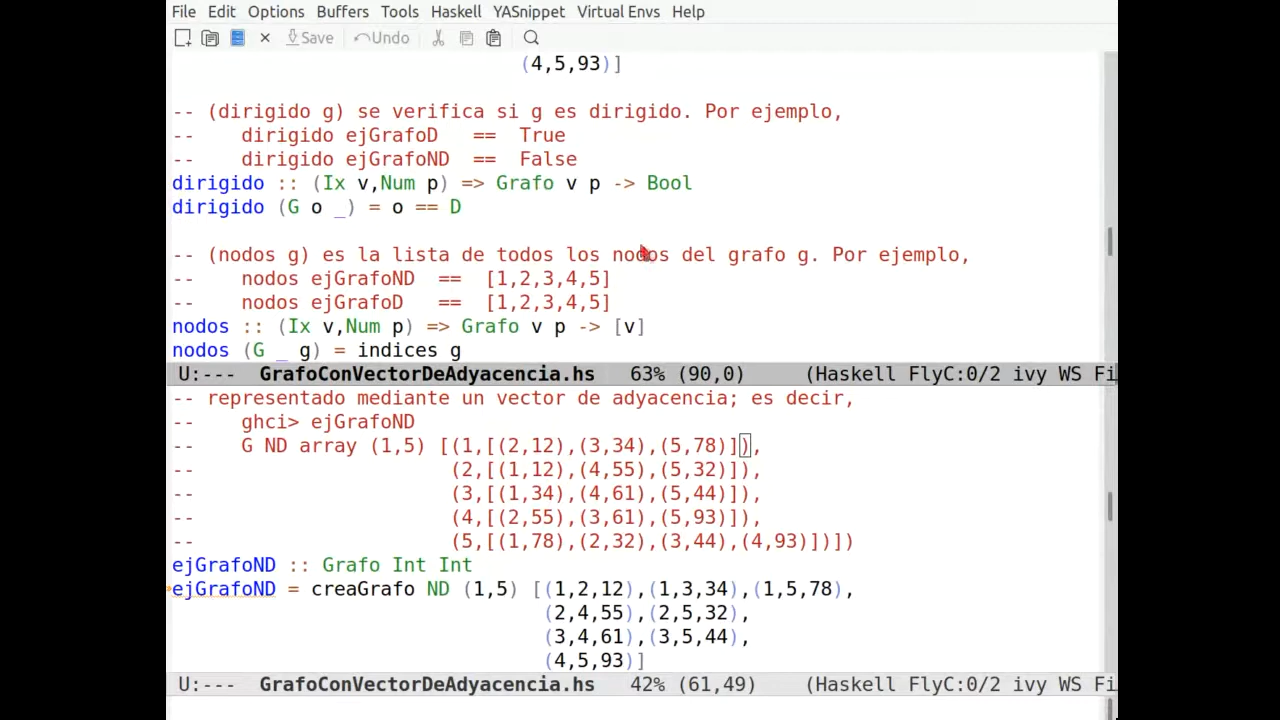 File Edit Options Buffers Tools Haskell YASnippet Virtual Envs Help
Save Undo
(4,5,93)]
-- (dirigido g) se verifica si g es dirigido. Por ejemplo,
--    dirigido ejGrafoD   ==  True
--    dirigido ejGrafoND  ==  False
dirigido :: (Ix v,Num p) => Grafo v p -> Bool
dirigido (G o _) = o == D
-- (nodos g) es la lista de todos los nodos del grafo g. Por ejemplo,
--    nodos ejGrafoND  ==  [1,2,3,4,5]
--    nodos ejGrafoD   ==  [1,2,3,4,5]
nodos :: (Ix v,Num p) => Grafo v p -> [v]
nodos (G _ g) = indices g
U:---  GrafoConVectorDeAdyacencia.hs   63% (90,0)     (Haskell FlyC:0/2 ivy WS Fi
-- representado mediante un vector de adyacencia; es decir,
--    ghci> ejGrafoND
--    G ND array (1,5) [(1,[(2,12),(3,34),(5,78)]),
--                      (2,[(1,12),(4,55),(5,32)]),
--                      (3,[(1,34),(4,61),(5,44)]),
--                      (4,[(2,55),(3,61),(5,93)]),
--                      (5,[(1,78),(2,32),(3,44),(4,93)])])
ejGrafoND :: Grafo Int Int
ejGrafoND = creaGrafo ND (1,5) [(1,2,12),(1,3,34),(1,5,78),
(2,4,55),(2,5,32),
(3,4,61),(3,5,44),
(4,5,93)]
U:---  GrafoConVectorDeAdyacencia.hs   42% (61,49)    (Haskell FlyC:0/2 ivy WS Fi